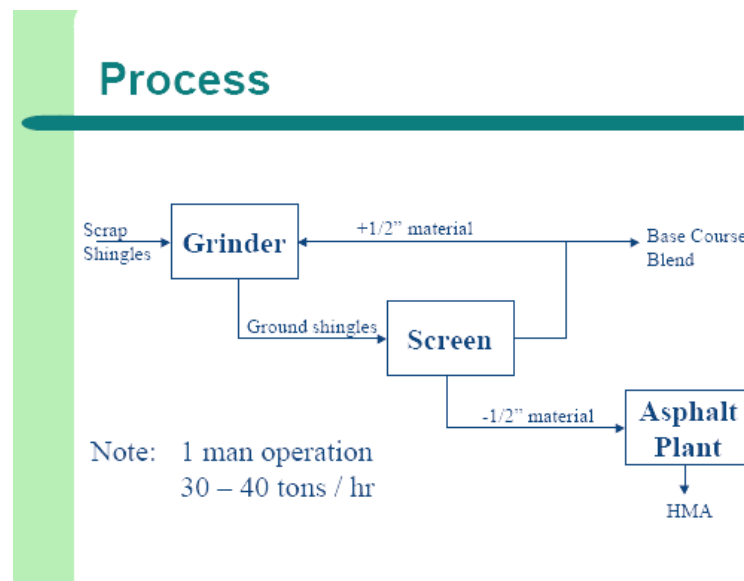 Process
Scrap
Shingles
Grinder
+1/2” material
Base Course
Blend
Ground shingles
Screen
-1/2” material
Asphalt
Plant
Note: 1 man operation
30 – 40 tons / hr
HMA